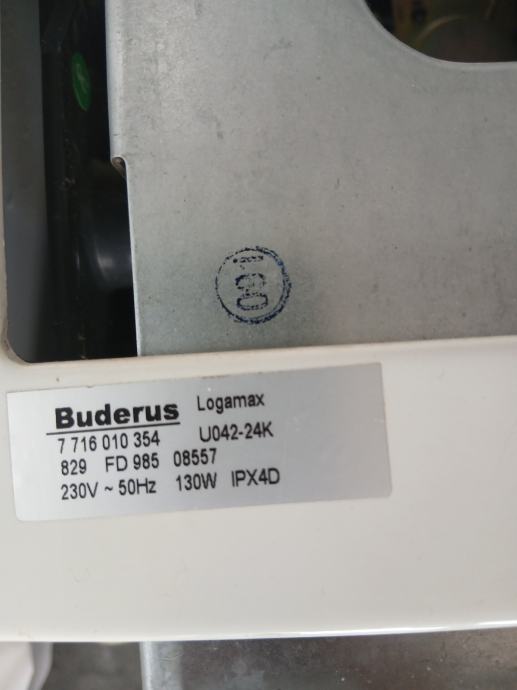 Buderus Logamax
7 716 010 354 U042-24K
829 FD 985 08557
230V ~ 50Hz 130W IPX4D